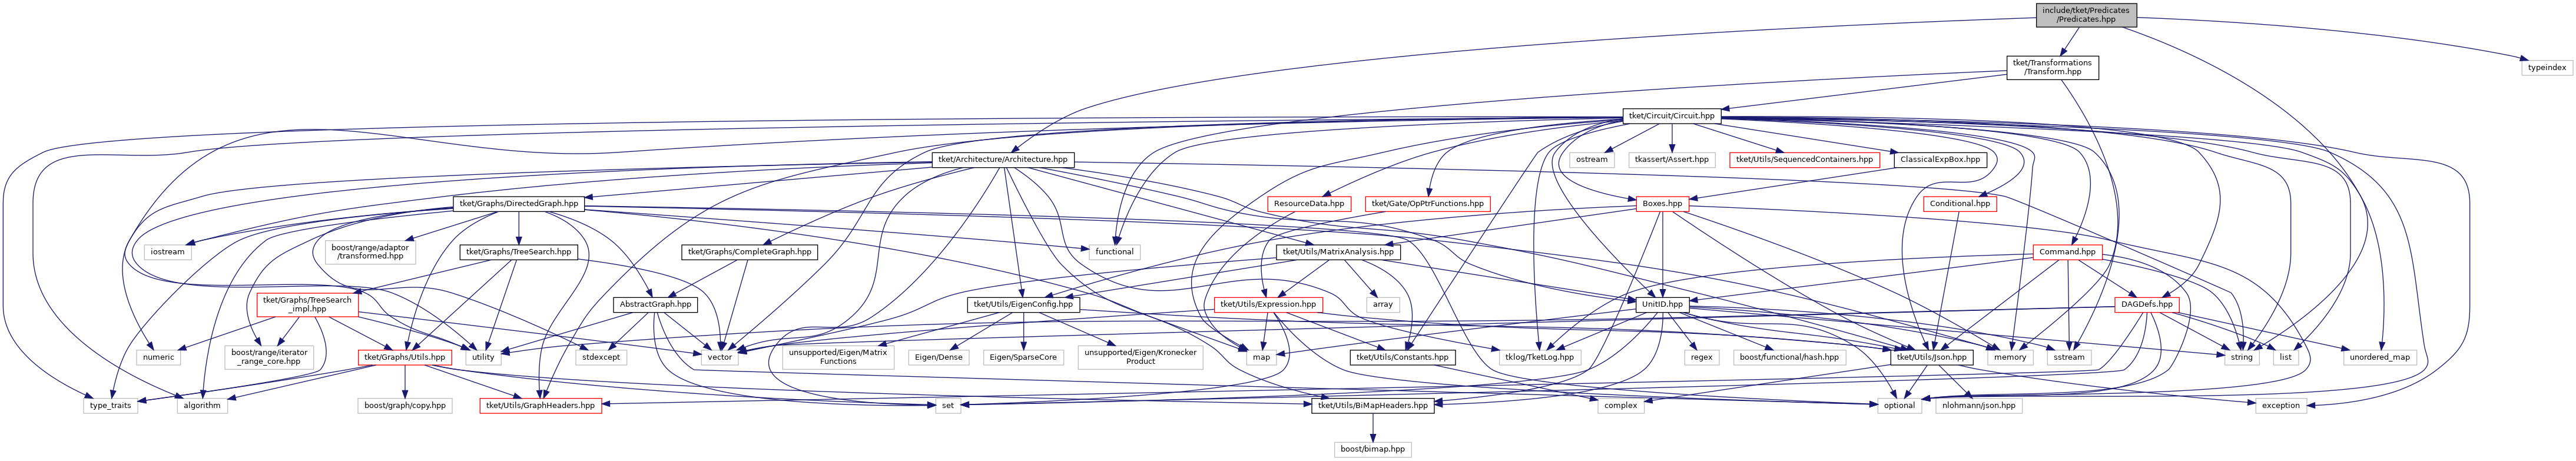 include/tket/Predicates
/Predicates.hpp
tket/Transformations
/Transform.hpp
typeindex
tket/Circuit/Circuit.hpp
tket/Architecture/Architecture.hpp
ostream
tkassert/Assert.hpp
tket/Utils/SequencedContainers.hpp
ClassicalExpBox.hpp
tket/Graphs/DirectedGraph.hpp
ResourceData.hpp
tket/Gate/OpPtrFunctions.hpp
Boxes.hpp
Conditional.hpp
iostream
boost/range/adaptor
/transformed.hpp
tket/Graphs/TreeSearch.hpp
tket/Graphs/CompleteGraph.hpp
functional
tket/Utils/MatrixAnalysis.hpp
Command.hpp
tket/Graphs/TreeSearch
_impl.hpp
AbstractGraph.hpp
tket/Utils/EigenConfig.hpp
tket/Utils/Expression.hpp
array
UnitID.hpp
DAGDefs.hpp
numeric
boost/range/iterator
_range_core.hpp
tket/Graphs/Utils.hpp
utility
stdexcept
vector
unsupported/Eigen/Matrix
Functions
Eigen/Dense
Eigen/SparseCore
unsupported/Eigen/Kronecker
Product
map
tket/Utils/Constants.hpp
tklog/TketLog.hpp
regex
boost/functional/hash.hpp
tket/Utils/Json.hpp
memory
sstream
string
list
unordered_map
type_traits
algorithm
boost/graph/copy.hpp
tket/Utils/GraphHeaders.hpp
set
tket/Utils/BiMapHeaders.hpp
complex
optional
nlohmann/json.hpp
exception
boost/bimap.hpp